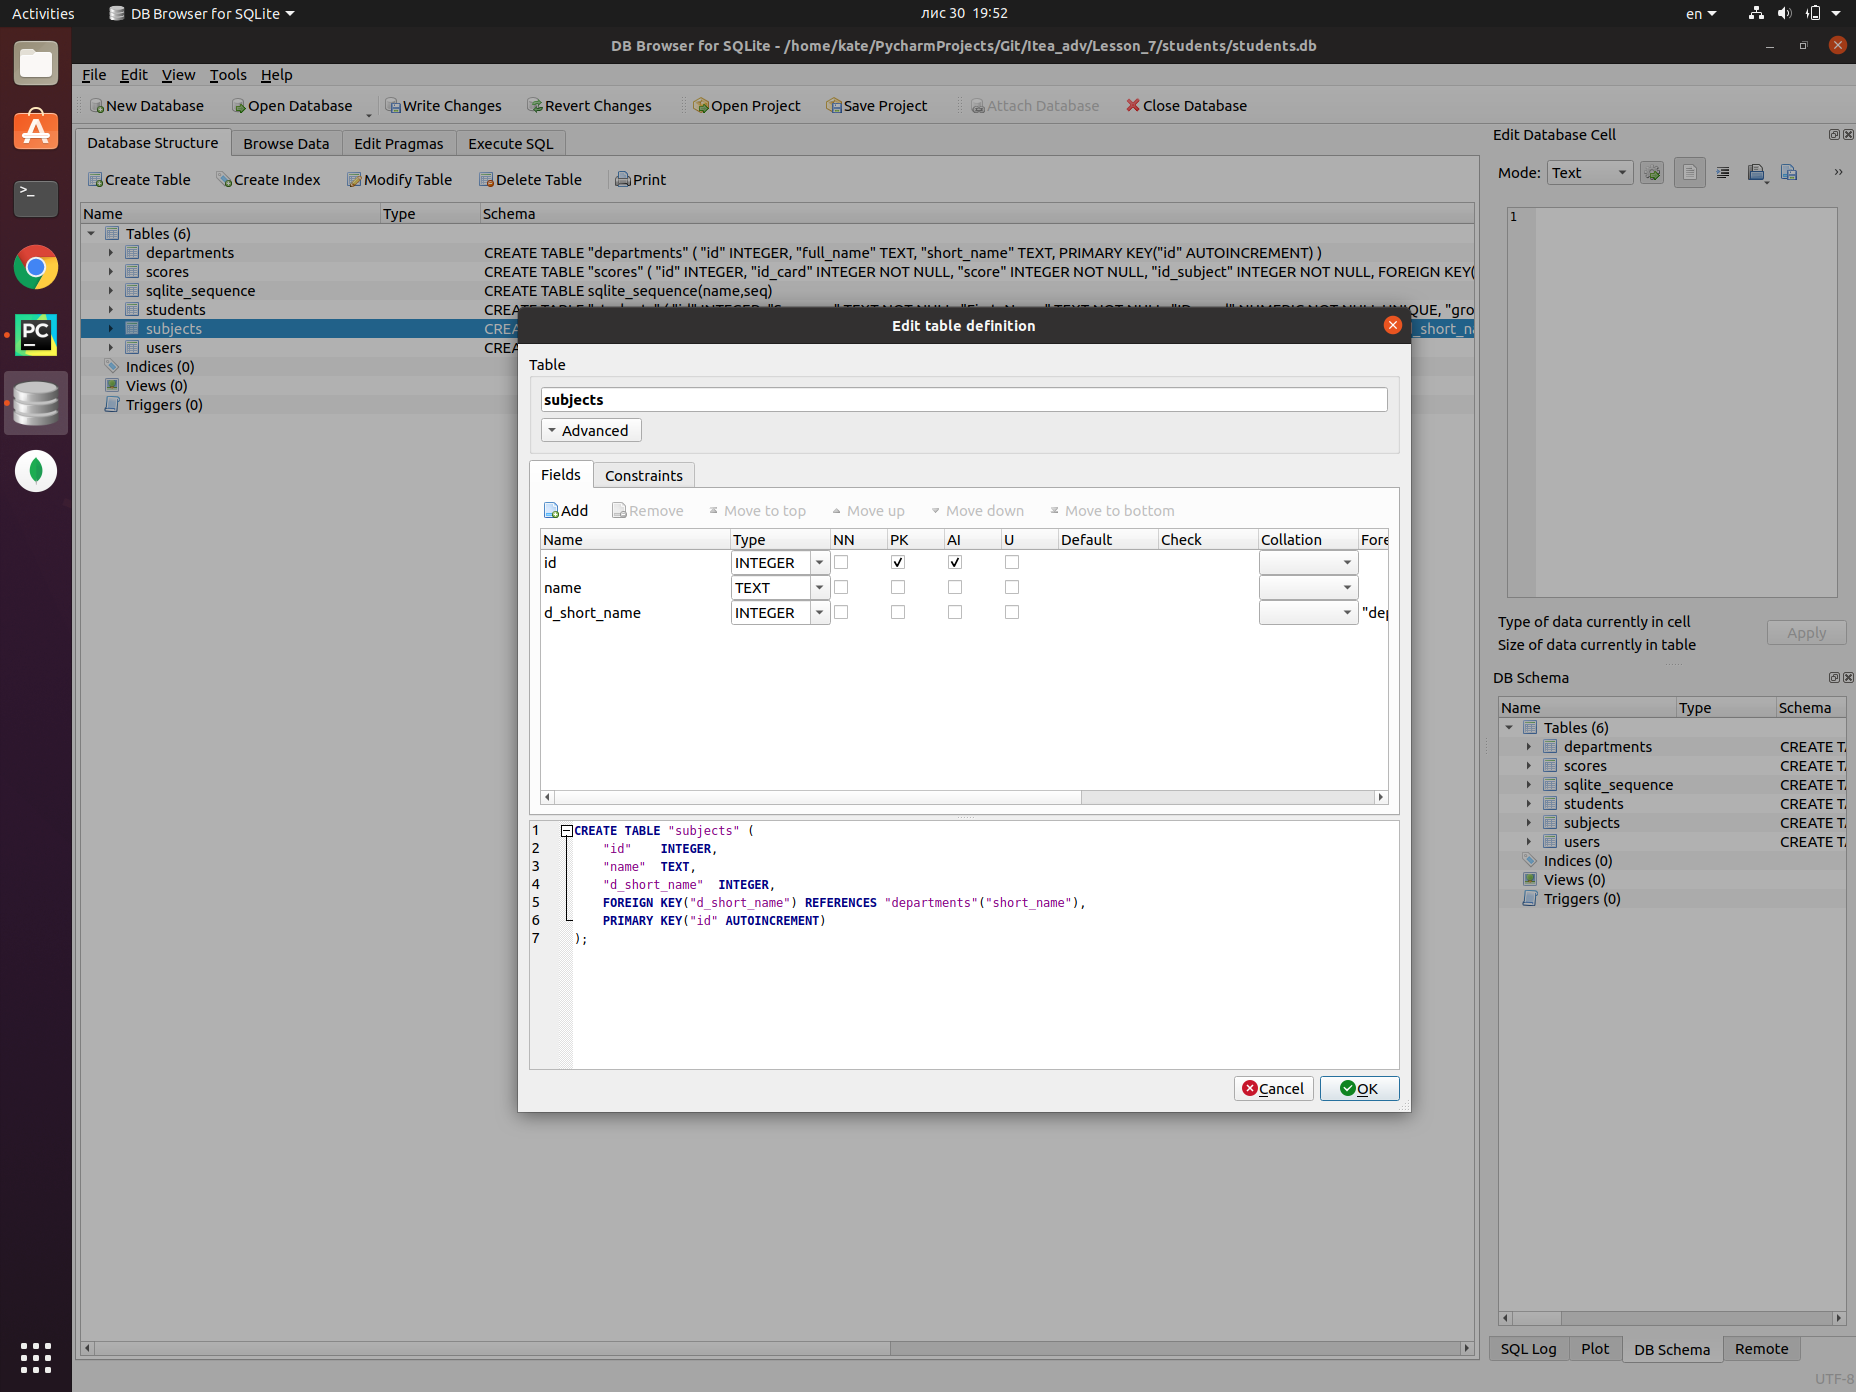 Activities
DB Browser for SQLite
лис 30 19:52
en
DB Browser for SQLite - /home/kate/PycharmProjects/Git/Itea_adv/Lesson_7/students/students.db
File Edit View Tools Help
New Database Open Database Write Changes Revert Changes Open Project Save Project Attach Database Close Database
Database Structure Browse Data Edit Pragmas Execute SQL
Create Table Create Index Modify Table Delete Table Print
Name Type Schema
Tables (6)
departments CREATE TABLE "departments" ( "id" INTEGER, "full_name" TEXT, "short_name" TEXT, PRIMARY KEY("id" AUTOINCREMENT) )
scores CREATE TABLE "scores" ( "id" INTEGER, "id_card" INTEGER NOT NULL, "score" INTEGER NOT NULL, "id_subject" INTEGER NOT NULL, FOREIGN KEY(
sqlite_sequence CREATE TABLE sqlite_sequence(name,seq)
students
subjects
users
Indices (0)
Views (0)
Triggers (0)
Edit table definition
Table
subjects
Advanced
Fields Constraints
Add Remove Move to top Move up Move down Move to bottom
Name Type NN PK AI U Default Check Collation Fore
id INTEGER
name TEXT
d_short_name INTEGER "dep
1 CREATE TABLE "subjects" (
2 "id" INTEGER,
3 "name" TEXT,
4 "d_short_name" INTEGER,
5 FOREIGN KEY("d_short_name") REFERENCES "departments"("short_name"),
6 PRIMARY KEY("id" AUTOINCREMENT)
7 );
Cancel OK
Edit Database Cell
Mode: Text
1
Type of data currently in cell
Size of data currently in table
Apply
DB Schema
Name Type Schema
Tables (6)
departments CREATE TA
scores CREATE TA
sqlite_sequence CREATE TA
students CREATE TA
subjects CREATE TA
users CREATE TA
Indices (0)
Views (0)
Triggers (0)
SQL Log Plot DB Schema Remote
UTF-8